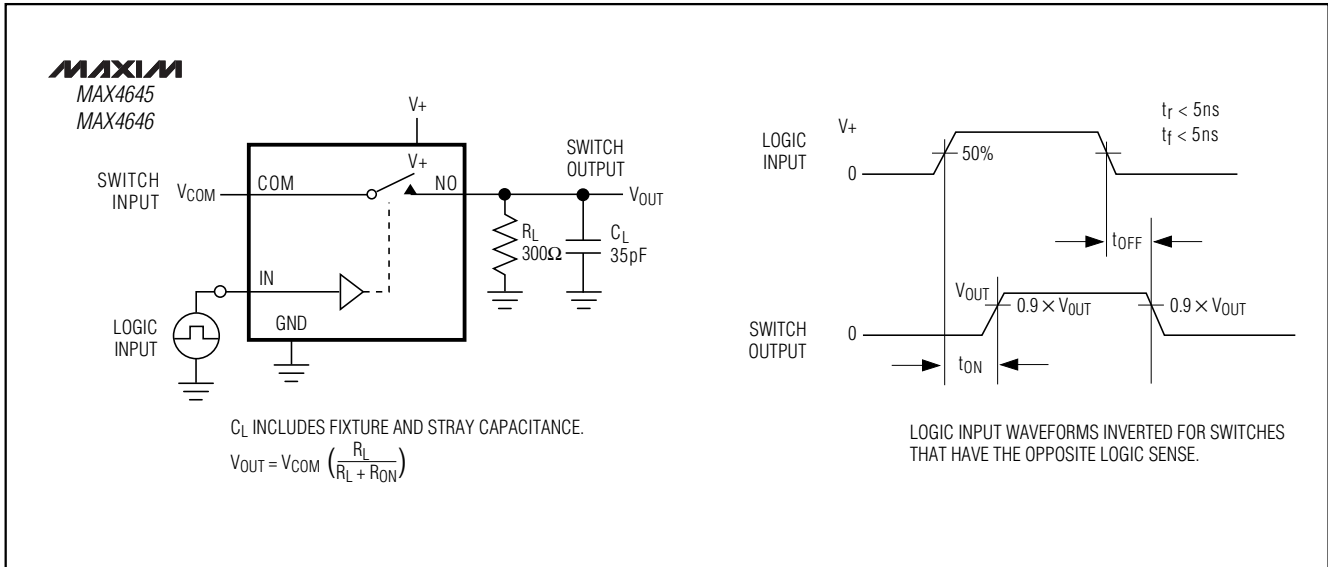 MAXIM
MAX4645
MAX4646
V+
V+
SWITCH
OUTPUT
SWITCH
INPUT
VCOM
COM
NO
VOUT
RL
300Ω
CL
35pF
IN
LOGIC
INPUT
GND
CL INCLUDES FIXTURE AND STRAY CAPACITANCE.
VOUT = VCOM (RL / RL + RON)
LOGIC
INPUT
V+
0
50%
tr < 5ns
tf < 5ns
tOFF
SWITCH
OUTPUT
VOUT
0
0.9 × VOUT
0.9 × VOUT
tON
LOGIC INPUT WAVEFORMS INVERTED FOR SWITCHES
THAT HAVE THE OPPOSITE LOGIC SENSE.